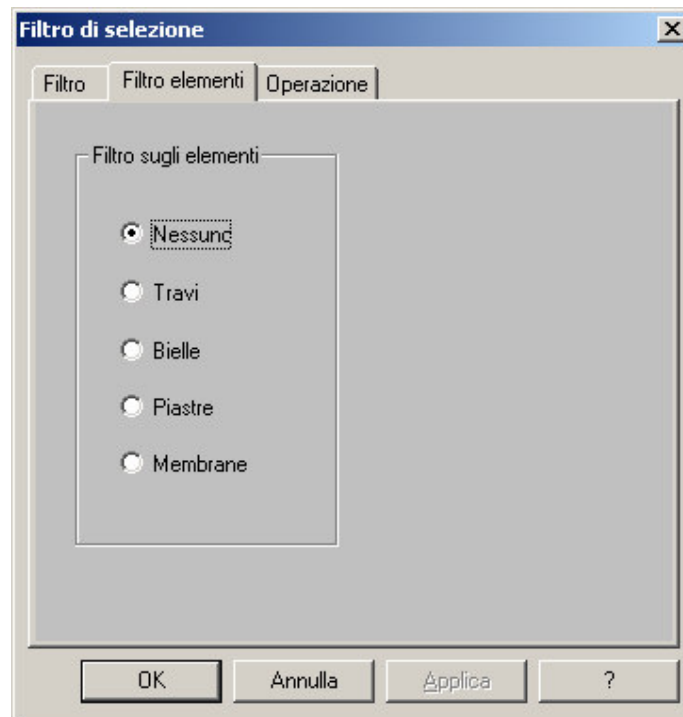 Filtro di selezione
Filtro Filtro elementi Operazione
Filtro sugli elementi
Nessuno
Travi
Bielle
Piastre
Membrane
OK Annulla Applica ?